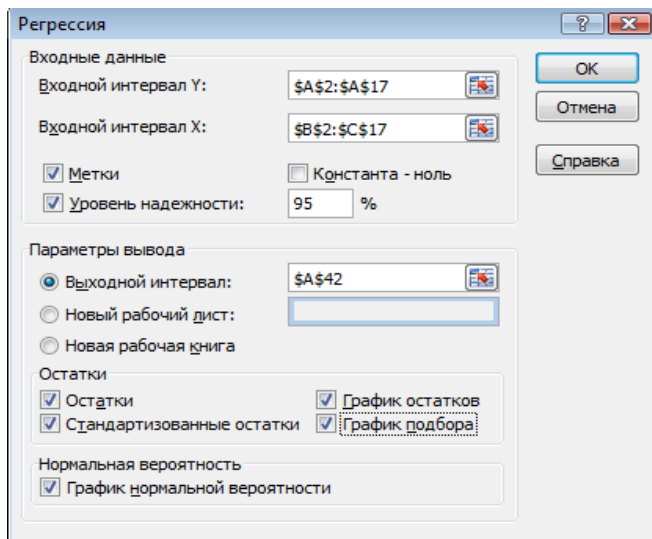 Регрессия
Входные данные
Входной интервал Y: $A$2:$A$17
Входной интервал X: $B$2:$C$17
Метки Константа - ноль
Уровень надежности: 95 %
OK
Отмена
Справка
Параметры вывода
Выходной интервал: $A$42
Новый рабочий лист:
Новая рабочая книга
Остатки
Остатки График остатков
Стандартизованные остатки График подбора
Нормальная вероятность
График нормальной вероятности